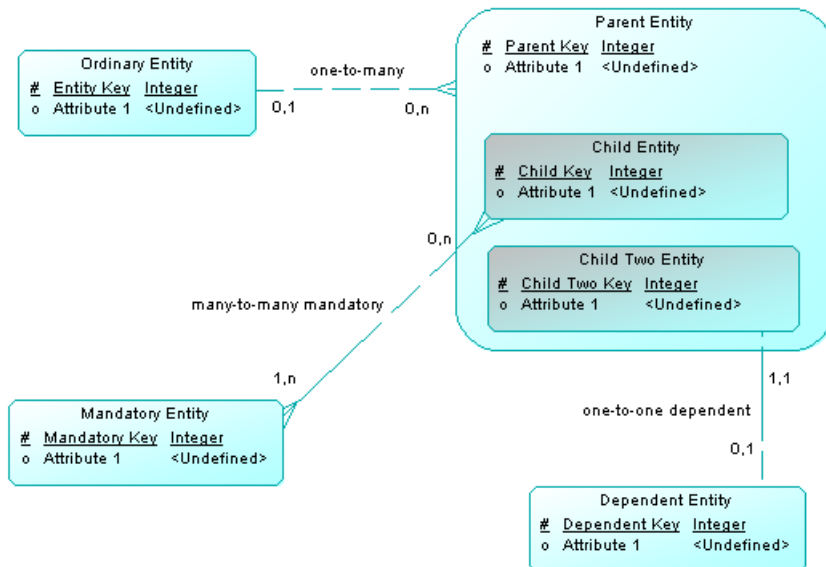 Parent Entity
# Parent Key Integer
o Attribute 1 <Undefined>
Ordinary Entity
# Entity Key Integer
o Attribute 1 <Undefined>
one-to-many
0,1
0,n
Child Entity
# Child Key Integer
o Attribute 1 <Undefined>
0,n
Child Two Entity
# Child Two Key Integer
o Attribute 1 <Undefined>
many-to-many mandatory
1,n
1,1
Mandatory Entity
# Mandatory Key Integer
o Attribute 1 <Undefined>
one-to-one dependent
0,1
Dependent Entity
# Dependent Key Integer
o Attribute 1 <Undefined>